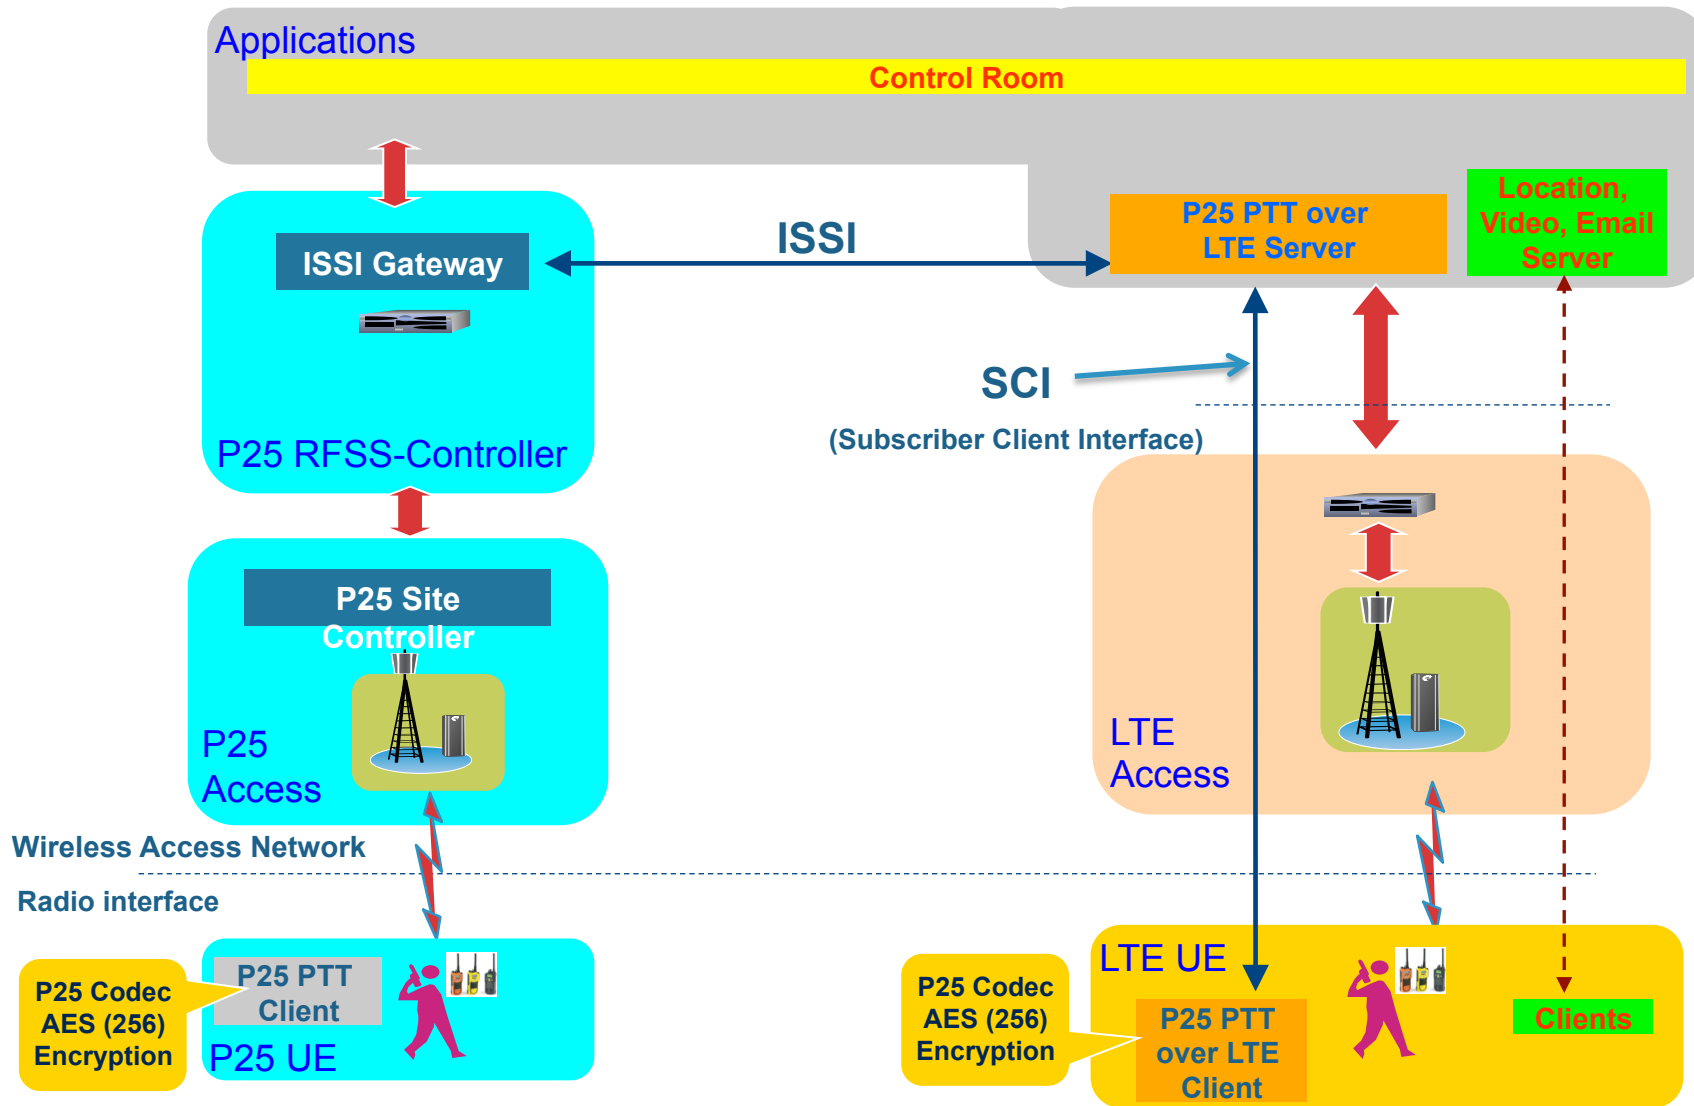 Applications
Control Room
ISSI Gateway
ISSI
P25 PTT over
LTE Server
Location,
Video, Email
Server
SCI
(Subscriber Client Interface)
P25 RFSS-Controller
P25 Site
Controller
P25
Access
LTE
Access
Wireless Access Network
Radio interface
P25 Codec
AES (256)
Encryption
P25 PTT
Client
P25 UE
P25 Codec
AES (256)
Encryption
LTE UE
P25 PTT
over LTE
Client
Clients